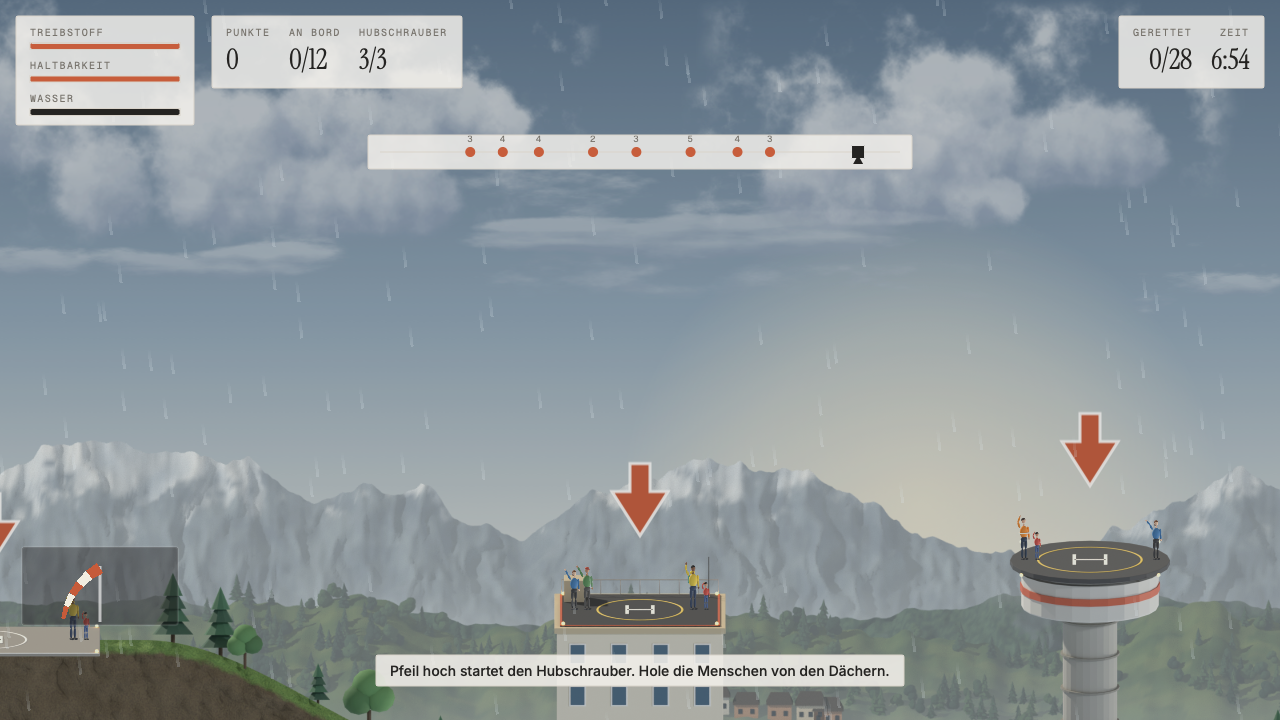 TREIBSTOFF
HALTBARKEIT
WASSER
PUNKTE AN BORD HUBSCHRAUBER
0 0/12 3/3
GERETTET ZEIT
0/28 6:54
3 4 4 2 3 5 4 3
Pfeil hoch startet den Hubschrauber. Hole die Menschen von den Dächern.